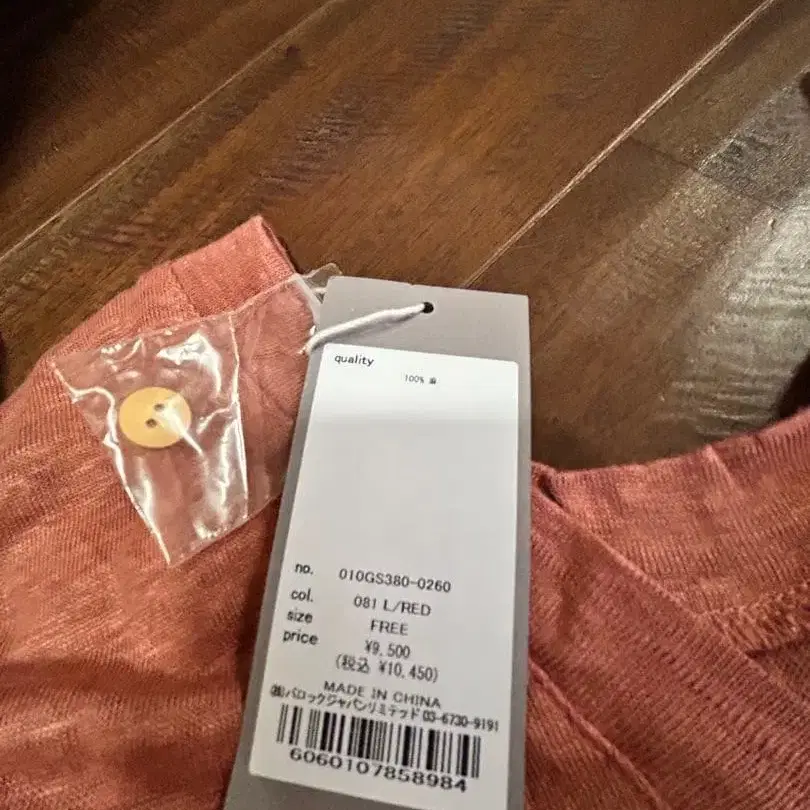 quality
100% 麻
no. 010GS380-0260
col. 081 L/RED
size FREE
price ¥9,500
(税込 ¥10,450)
MADE IN CHINA
㈱バロックジャパンリミテッド 03-6730-9191
6060107858984